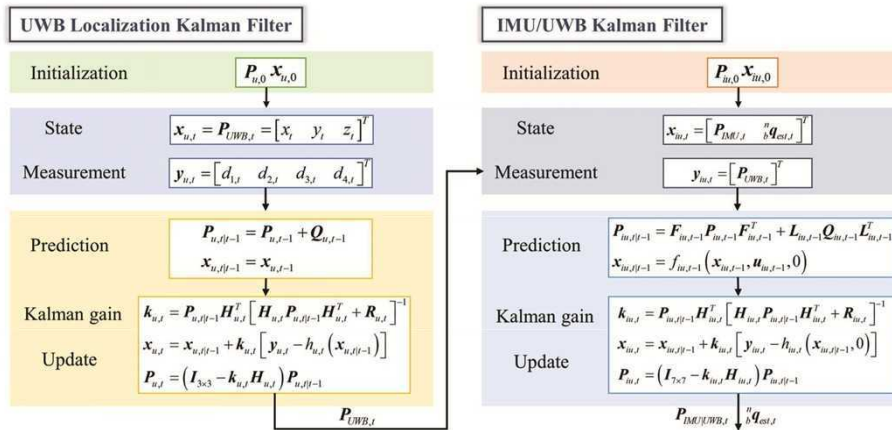 UWB Localization Kalman Filter
Initialization
P_{u,0} x_{u,0}
State
x_{u,t} = P_{UWB,t} = [x_t y_t z_t]^T
Measurement
y_{u,t} = [d_{1,t} d_{2,t} d_{3,t} d_{4,t}]^T
Prediction
P_{u,t|t-1} = P_{u,t-1} + Q_{u,t-1}
x_{u,t|t-1} = x_{u,t-1}
Kalman gain
k_{u,t} = P_{u,t|t-1} H_{u,t}^T [H_{u,t} P_{u,t|t-1} H_{u,t}^T + R_{u,t}]^{-1}
Update
x_{u,t} = x_{u,t|t-1} + k_{u,t} [y_{u,t} - h_{u,t} (x_{u,t|t-1})]
P_{u,t} = (I_{3×3} - k_{u,t} H_{u,t}) P_{u,t|t-1}
P_{UWB,t}
IMU/UWB Kalman Filter
Initialization
P_{iu,0} x_{iu,0}
State
x_{iu,t} = [P_{IMU,t} ^n_b q_{est,t}]^T
Measurement
y_{iu,t} = [P_{UWB,t}]^T
Prediction
P_{iu,t|t-1} = F_{iu,t-1} P_{iu,t-1} F_{iu,t-1}^T + L_{iu,t-1} Q_{iu,t-1} L_{iu,t-1}^T
x_{iu,t|t-1} = f_{iu,t-1} (x_{iu,t-1}, u_{iu,t-1}, 0)
Kalman gain
k_{iu,t} = P_{iu,t|t-1} H_{iu,t}^T [H_{iu,t} P_{iu,t|t-1} H_{iu,t}^T + R_{iu,t}]^{-1}
Update
x_{iu,t} = x_{iu,t|t-1} + k_{iu,t} [y_{iu,t} - h_{iu,t} (x_{iu,t|t-1}, 0)]
P_{iu,t} = (I_{7×7} - k_{iu,t} H_{iu,t}) P_{iu,t|t-1}
P_{IMU|UWB,t} ^n_b q_{est,t}